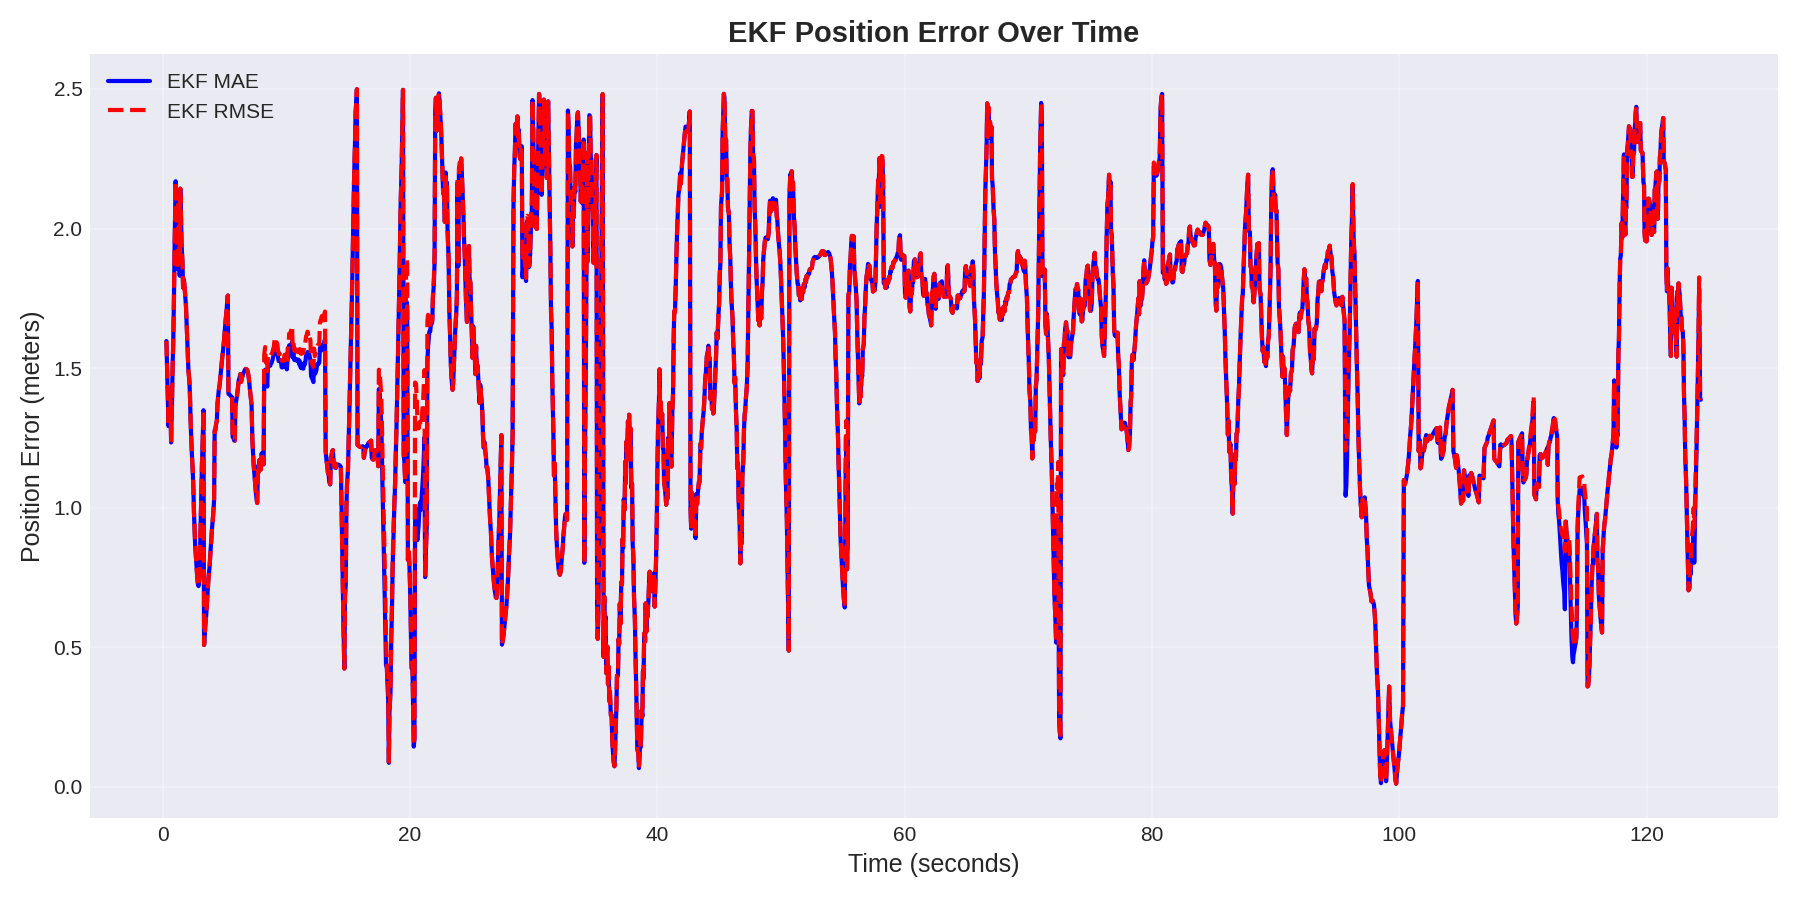 EKF Position Error Over Time
EKF MAE
EKF RMSE
Position Error (meters)
2.5
2.0
1.5
1.0
0.5
0.0
0 20 40 60 80 100 120
Time (seconds)